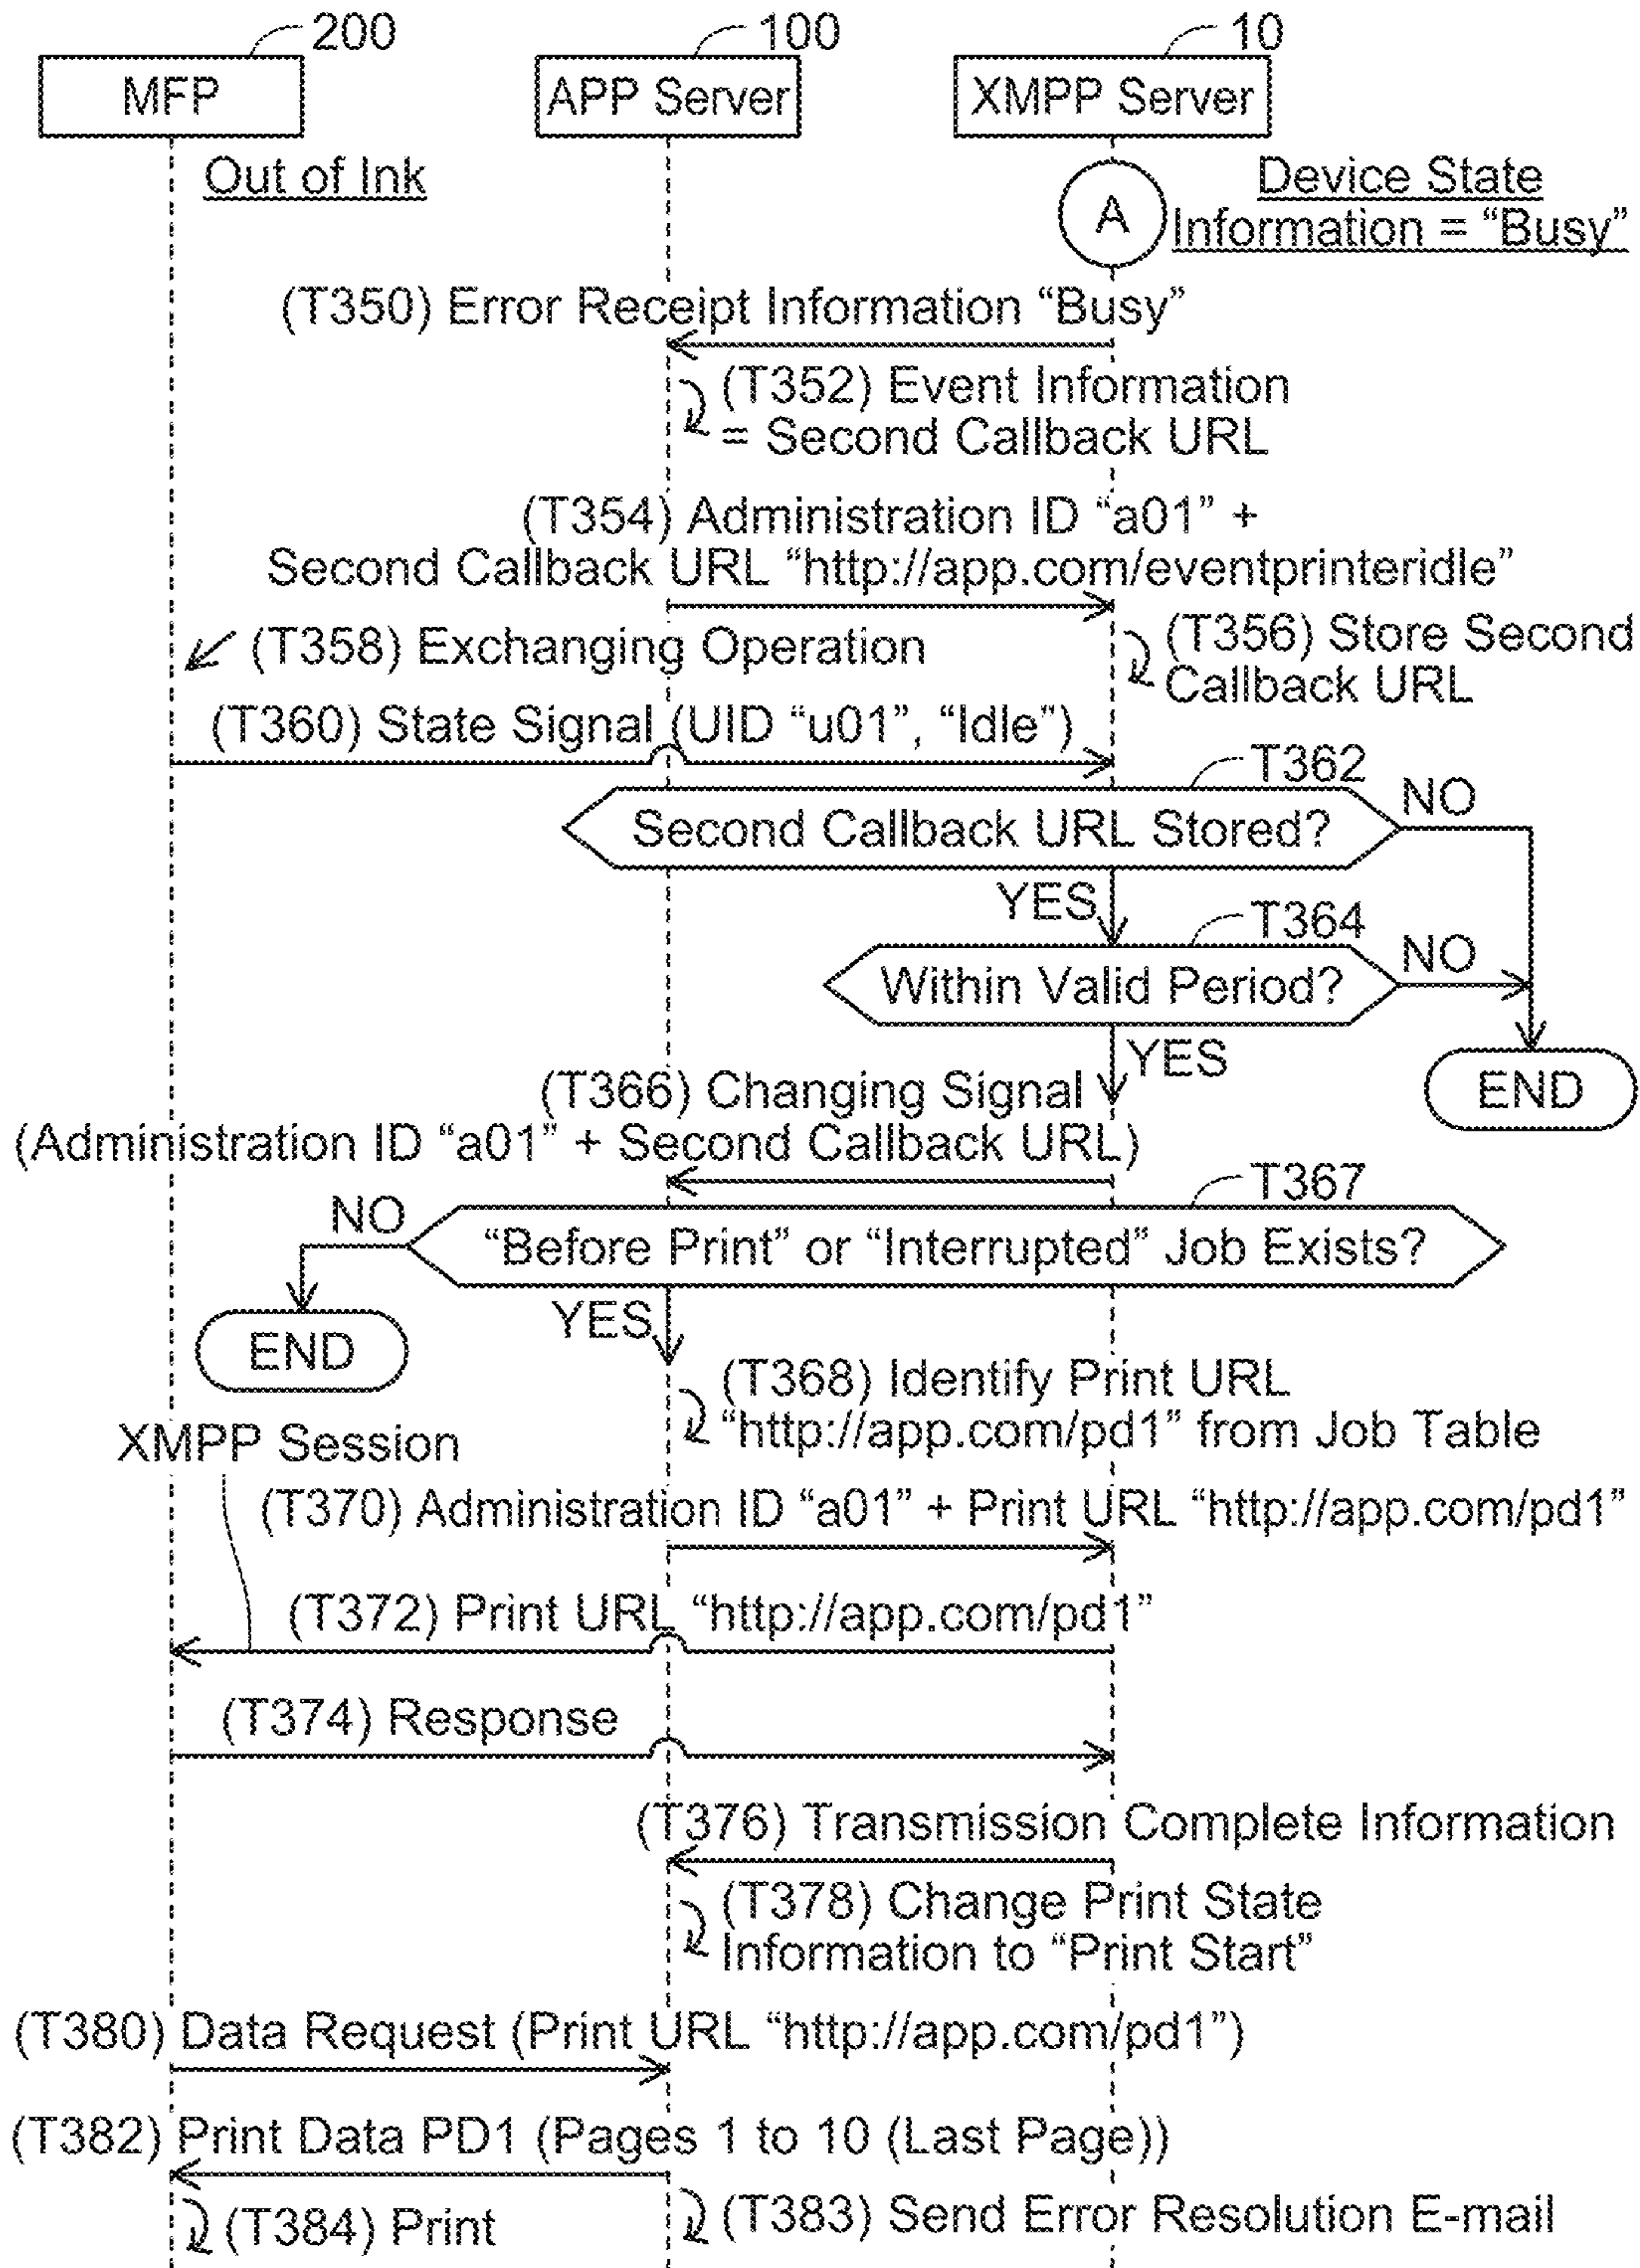 200
100
10
MFP
APP Server
XMPP Server
Out of Ink
A
Device State
Information = “Busy”
(T350) Error Receipt Information “Busy”
(T352) Event Information
= Second Callback URL
(T354) Administration ID “a01” +
Second Callback URL “http://app.com/eventprinteridle”
(T358) Exchanging Operation
(T356) Store Second
Callback URL
(T360) State Signal (UID “u01”, “Idle”)
T362
Second Callback URL Stored?
NO
YES
T364
Within Valid Period?
NO
YES
END
(T366) Changing Signal
(Administration ID “a01” + Second Callback URL)
T367
NO
“Before Print” or “Interrupted” Job Exists?
YES
END
(T368) Identify Print URL
“http://app.com/pd1” from Job Table
XMPP Session
(T370) Administration ID “a01” + Print URL “http://app.com/pd1”
(T372) Print URL “http://app.com/pd1”
(T374) Response
(T376) Transmission Complete Information
(T378) Change Print State
Information to “Print Start”
(T380) Data Request (Print URL “http://app.com/pd1”)
(T382) Print Data PD1 (Pages 1 to 10 (Last Page))
(T384) Print
(T383) Send Error Resolution E-mail